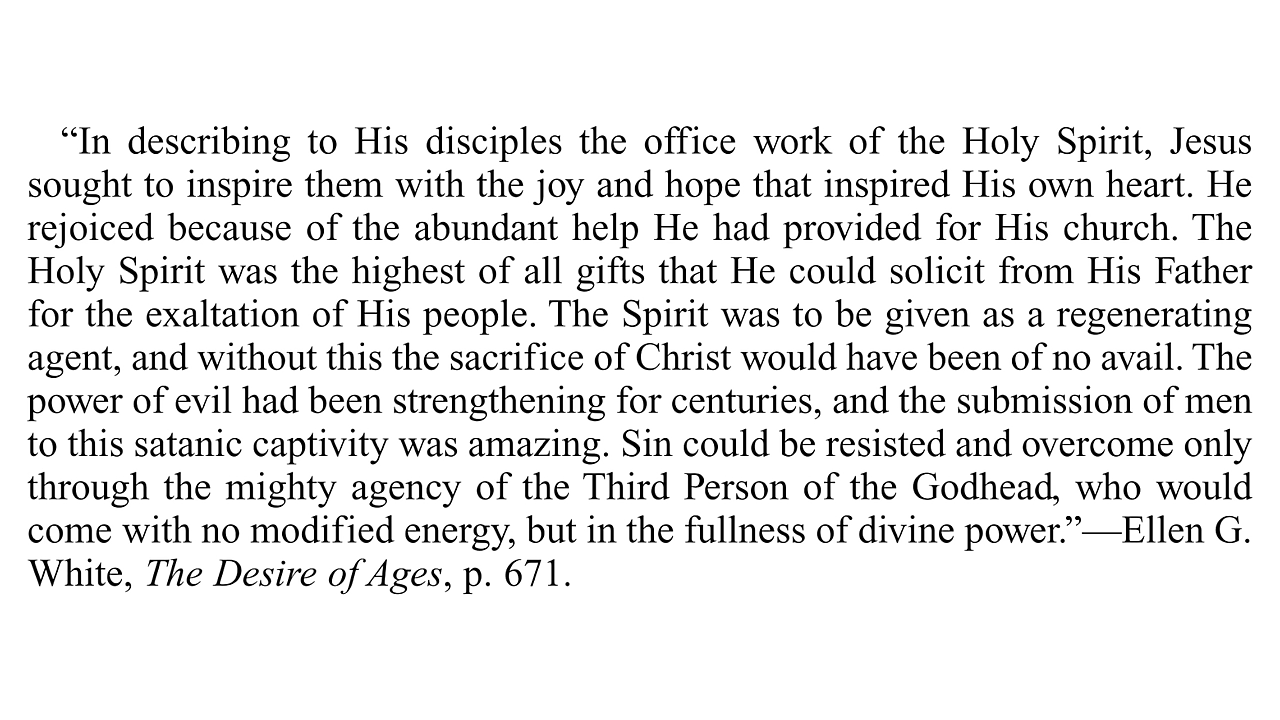 “In describing to His disciples the office work of the Holy Spirit, Jesus
sought to inspire them with the joy and hope that inspired His own heart. He
rejoiced because of the abundant help He had provided for His church. The
Holy Spirit was the highest of all gifts that He could solicit from His Father
for the exaltation of His people. The Spirit was to be given as a regenerating
agent, and without this the sacrifice of Christ would have been of no avail. The
power of evil had been strengthening for centuries, and the submission of men
to this satanic captivity was amazing. Sin could be resisted and overcome only
through the mighty agency of the Third Person of the Godhead, who would
come with no modified energy, but in the fullness of divine power.”—Ellen G.
White, The Desire of Ages, p. 671.